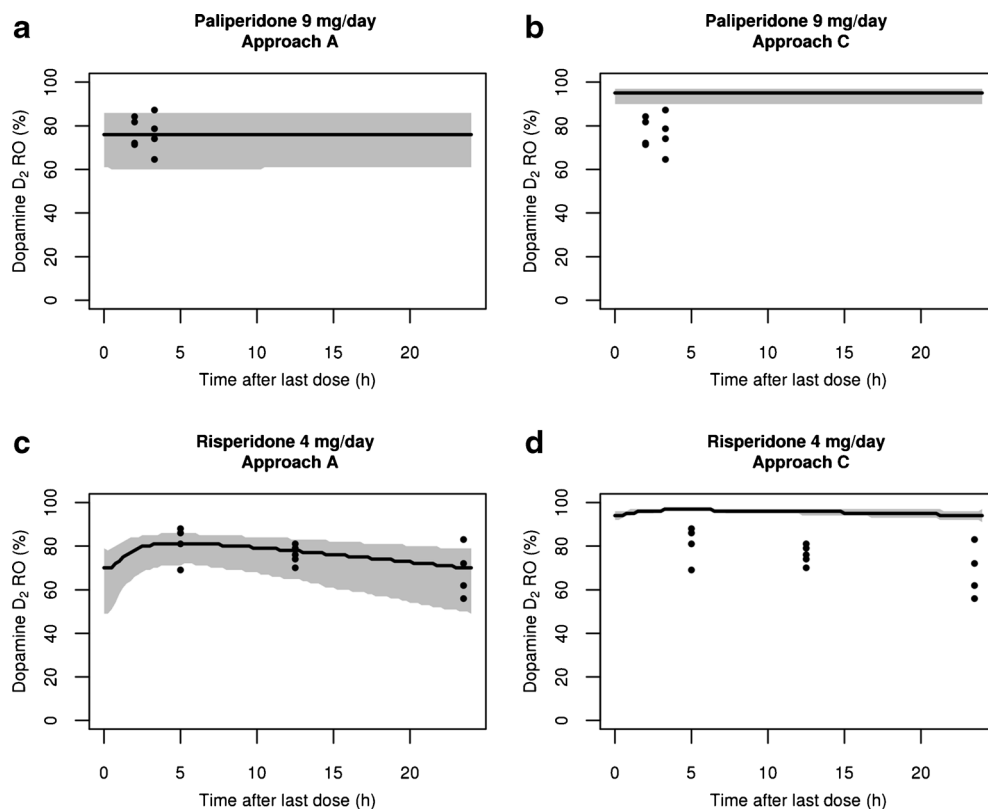 a
Paliperidone 9 mg/day
Approach A
Dopamine D₂ RO (%)
100
80
60
40
20
0
0 5 10 15 20
Time after last dose (h)
b
Paliperidone 9 mg/day
Approach C
Dopamine D₂ RO (%)
100
80
60
40
20
0
0 5 10 15 20
Time after last dose (h)
c
Risperidone 4 mg/day
Approach A
Dopamine D₂ RO (%)
100
80
60
40
20
0
0 5 10 15 20
Time after last dose (h)
d
Risperidone 4 mg/day
Approach C
Dopamine D₂ RO (%)
100
80
60
40
20
0
0 5 10 15 20
Time after last dose (h)